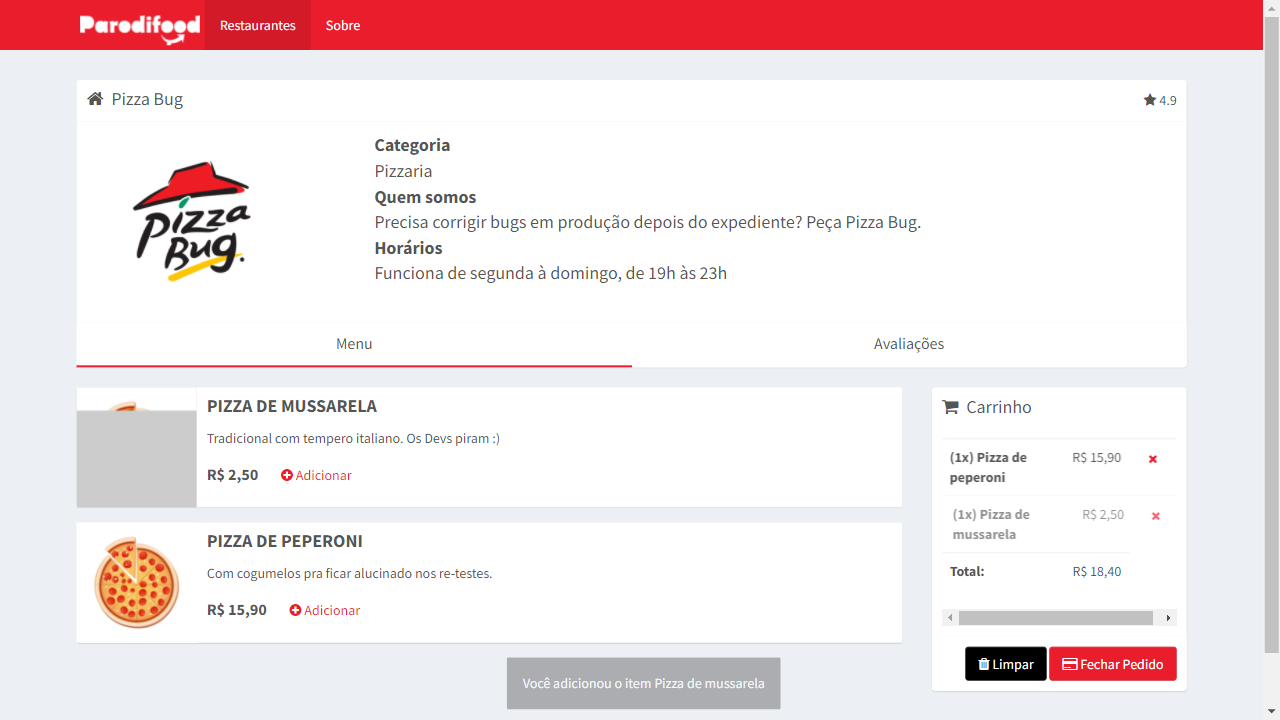 Parodifood Restaurantes Sobre
Pizza Bug 4.9
Pizza
Bug.
Categoria
Pizzaria
Quem somos
Precisa corrigir bugs em produção depois do expediente? Peça Pizza Bug.
Horários
Funciona de segunda à domingo, de 19h às 23h
Menu Avaliações
PIZZA DE MUSSARELA
Tradicional com tempero italiano. Os Devs piram :)
R$ 2,50 Adicionar
PIZZA DE PEPERONI
Com cogumelos pra ficar alucinado nos re-testes.
R$ 15,90 Adicionar
Carrinho
(1x) Pizza de R$ 15,90
peperoni
(1x) Pizza de R$ 2,50
mussarela
Total: R$ 18,40
Limpar Fechar Pedido
Você adicionou o item Pizza de mussarela